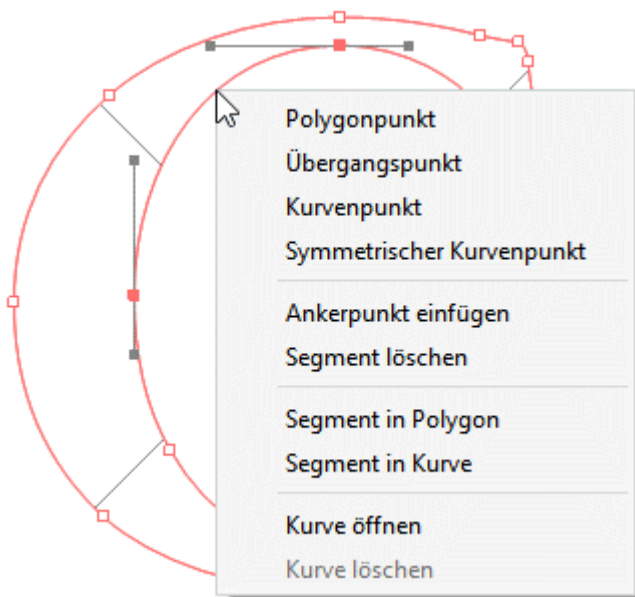 Polygonpunkt
Übergangspunkt
Kurvenpunkt
Symmetrischer Kurvenpunkt
Ankerpunkt einfügen
Segment löschen
Segment in Polygon
Segment in Kurve
Kurve öffnen
Kurve löschen